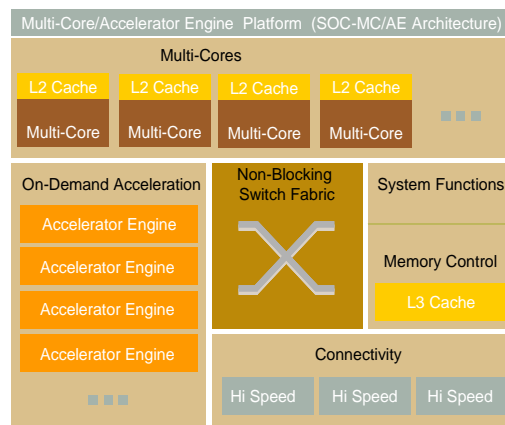 Multi-Core/Accelerator Engine Platform (SOC-MC/AE Architecture)
Multi-Cores
L2 Cache L2 Cache L2 Cache L2 Cache
Multi-Core Multi-Core Multi-Core Multi-Core
On-Demand Acceleration
Accelerator Engine
Accelerator Engine
Accelerator Engine
Accelerator Engine
Non-Blocking
Switch Fabric
System Functions
Memory Control
L3 Cache
Connectivity
Hi Speed Hi Speed Hi Speed